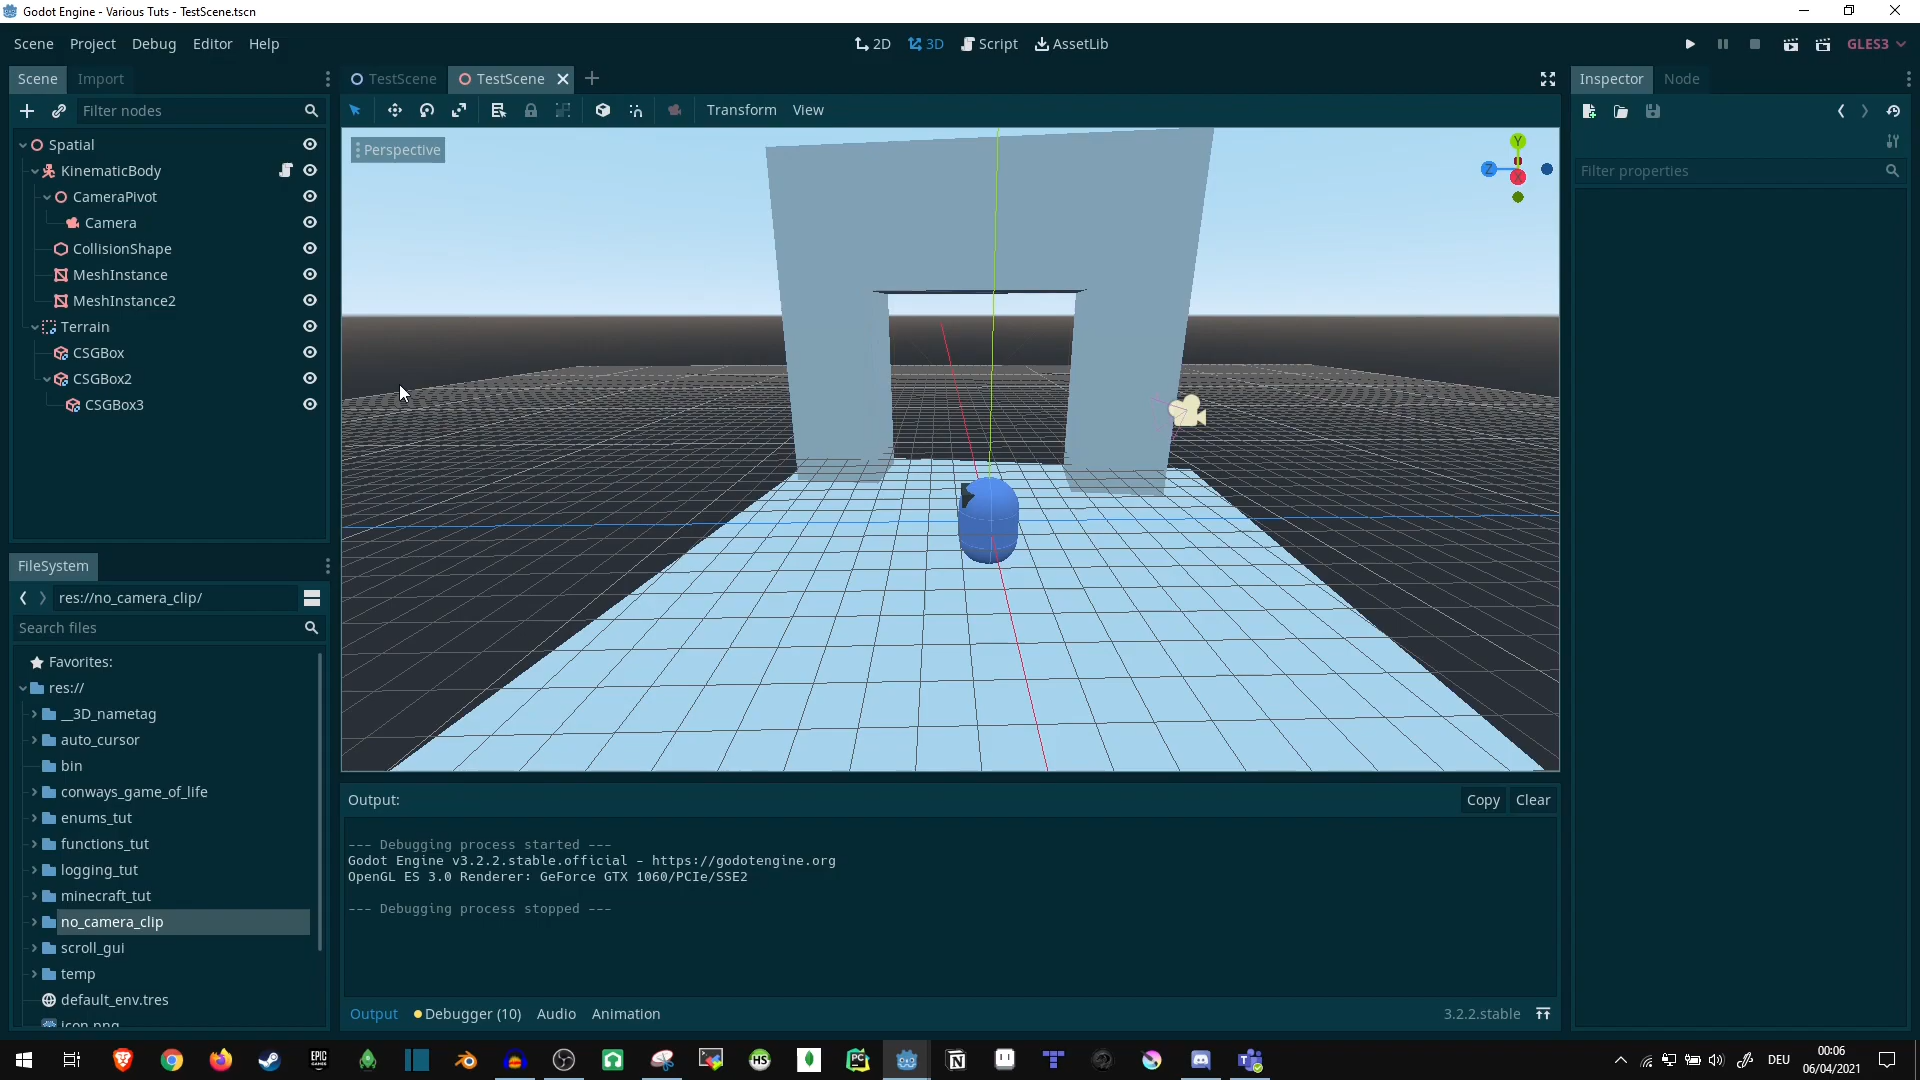 Godot Engine - Various Tuts - TestScene.tscn
Scene Project Debug Editor Help
2D 3D Script AssetLib
GLES3
Scene Import
TestScene TestScene
Inspector Node
Filter nodes
Transform View
Perspective
Y
Z
X
Filter properties
Spatial
KinematicBody
CameraPivot
Camera
CollisionShape
MeshInstance
MeshInstance2
Terrain
CSGBox
CSGBox2
CSGBox3
FileSystem
res://no_camera_clip/
Search files
Favorites:
res://
__3D_nametag
auto_cursor
bin
conways_game_of_life
enums_tut
functions_tut
logging_tut
minecraft_tut
no_camera_clip
scroll_gui
temp
default_env.tres
icon.png
Output:
Copy Clear
--- Debugging process started ---
Godot Engine v3.2.2.stable.official - https://godotengine.org
OpenGL ES 3.0 Renderer: GeForce GTX 1060/PCIe/SSE2
--- Debugging process stopped ---
Output Debugger (10) Audio Animation
3.2.2.stable
EPIC
HS
PC
N
DEU
00:06
06/04/2021